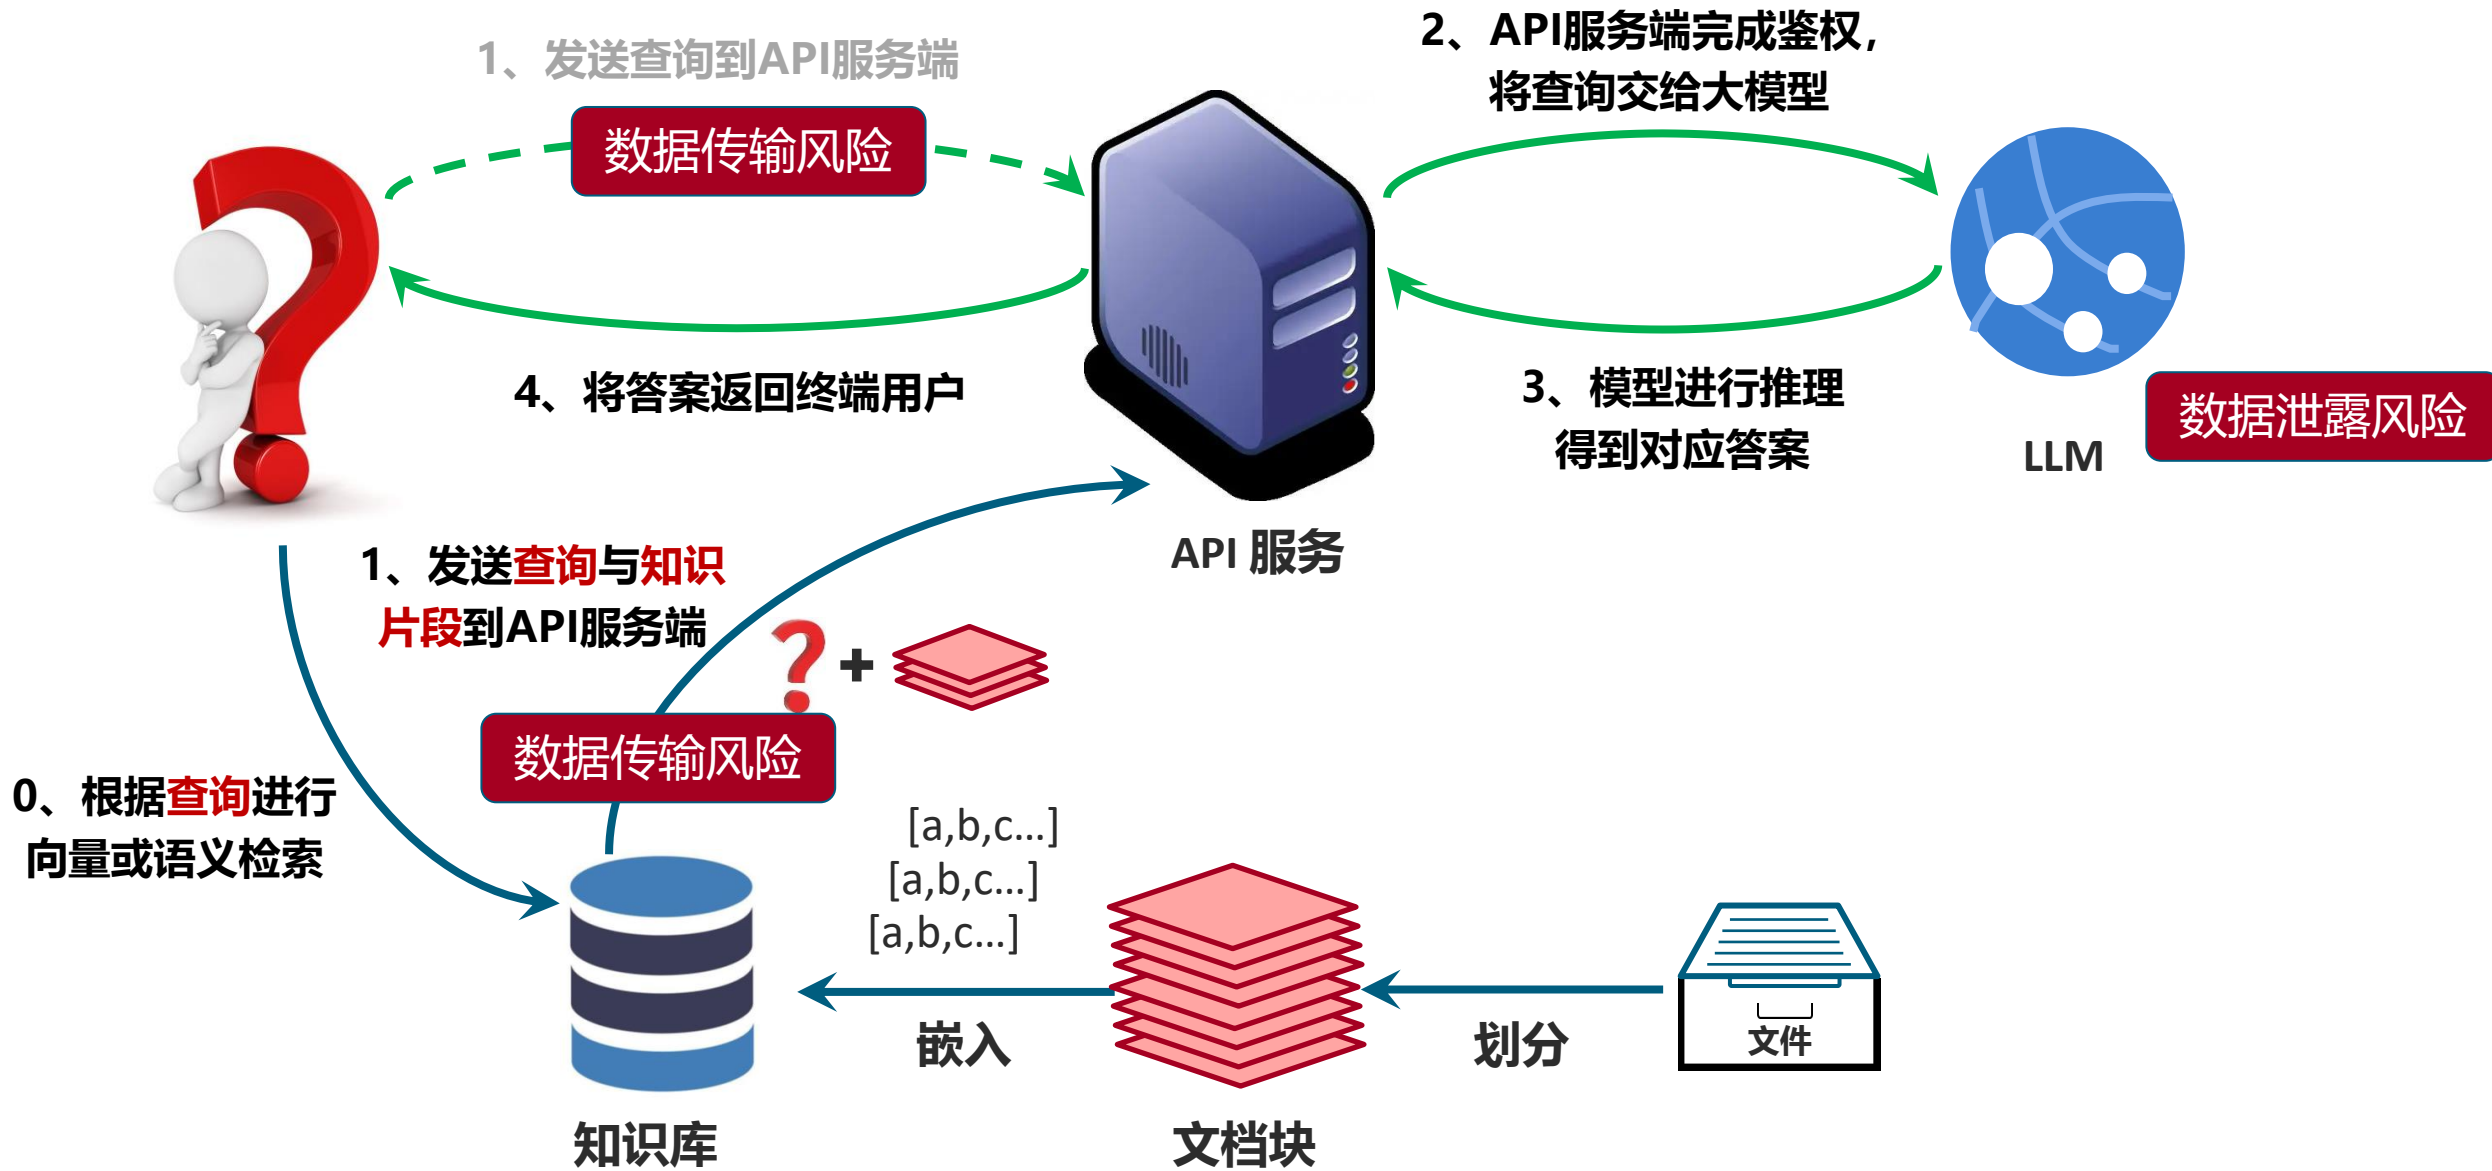 1、发送查询到API服务端
数据传输风险
2、API服务端完成鉴权，
将查询交给大模型
4、将答案返回终端用户
3、模型进行推理
得到对应答案
LLM
数据泄露风险
API 服务
1、发送查询与知识
片段到API服务端
?
+
数据传输风险
0、根据查询进行
向量或语义检索
[a,b,c...]
[a,b,c...]
[a,b,c...]
嵌入
划分
文件
知识库
文档块